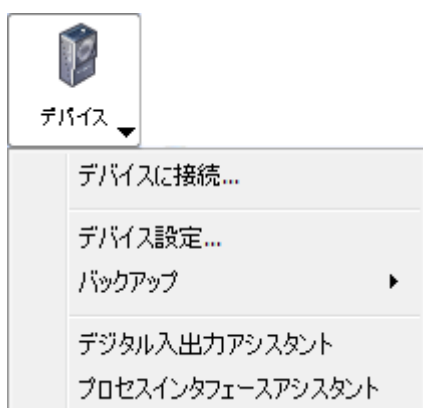 デバイス
デバイスに接続...
デバイス設定...
バックアップ
デジタル入出力アシスタント
プロセスインタフェースアシスタント